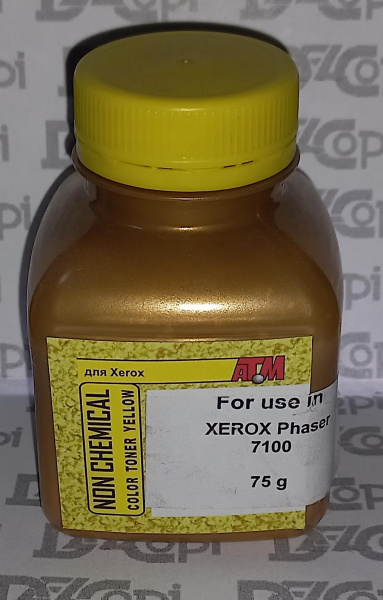 для Xerox
ATM
NON CHEMICAL
COLOR TONER YELLOW
For use in
XEROX Phaser
7100
75 g